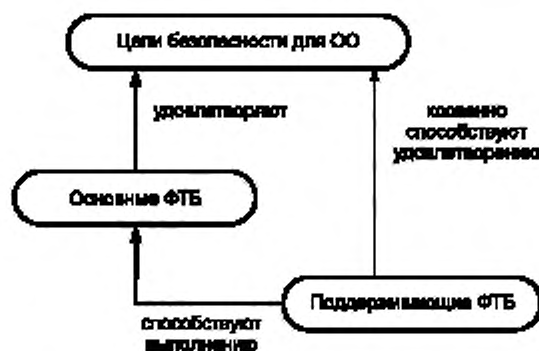 Цели безопасности для ОО
удовлетворяют
косвенно
способствуют
удовлетворению
Основные ФТБ
Поддерживающие ФТБ
способствуют
выполнению